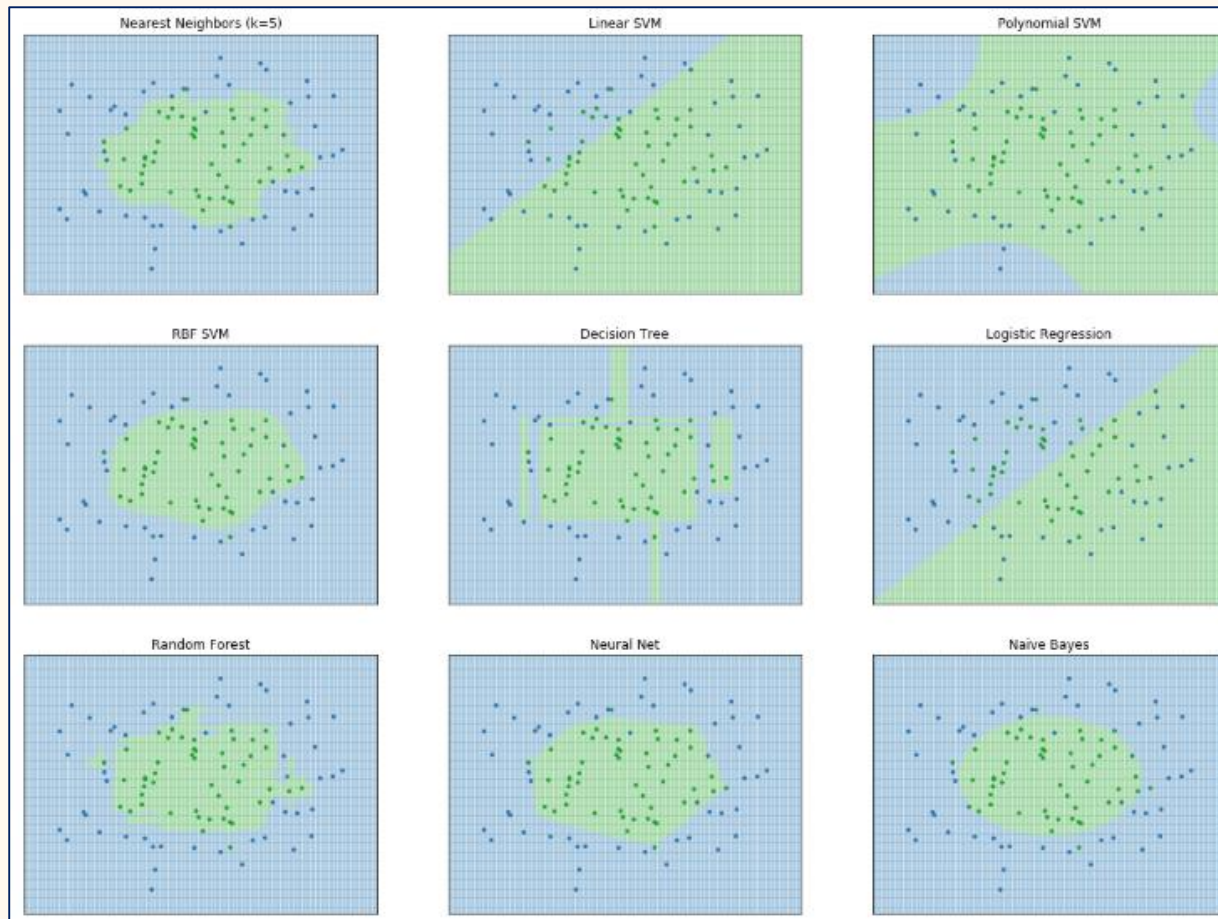 Nearest Neighbors (k=5)
Linear SVM
Polynomial SVM
RBF SVM
Decision Tree
Logistic Regression
Random Forest
Neural Net
Naive Bayes